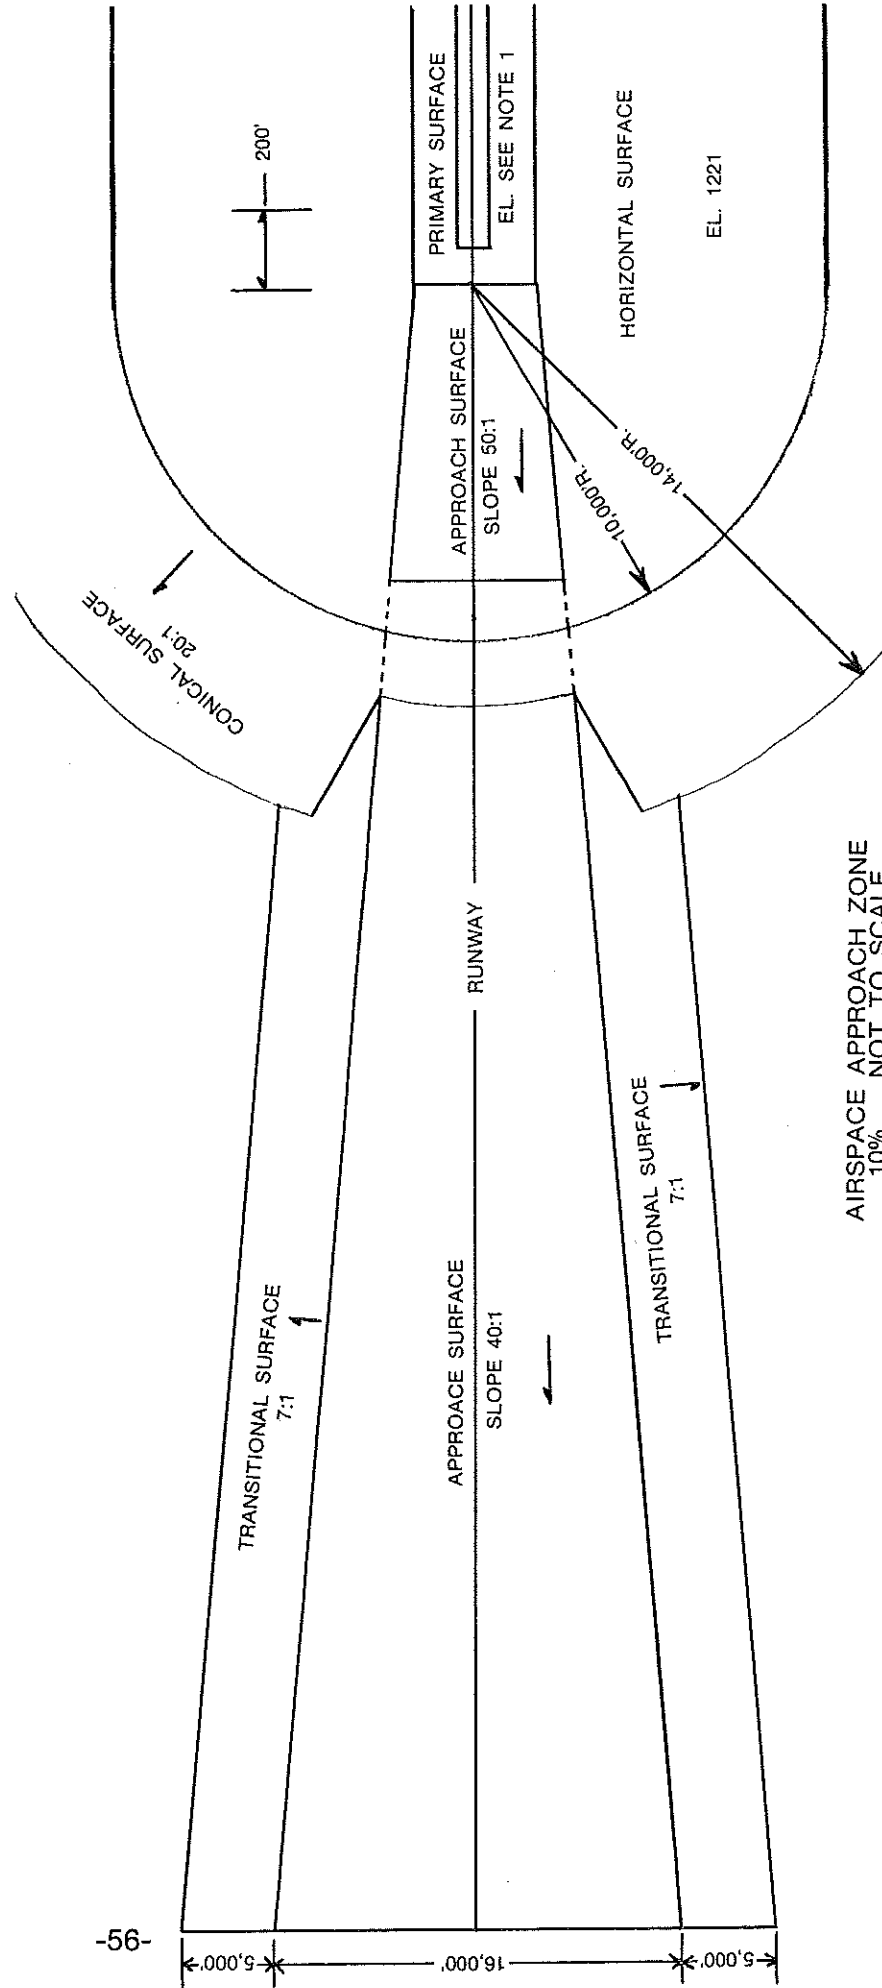 -56-
200'
PRIMARY SURFACE
EL. SEE NOTE 1
HORIZONTAL SURFACE
EL. 1221
APPROACH SURFACE
SLOPE 50:1
10,000'R.
14,000'R.
CONICAL SURFACE
20:1
RUNWAY
TRANSITIONAL SURFACE
7:1
APPROACE SURFACE
SLOPE 40:1
TRANSITIONAL SURFACE
7:1
5,000'
16,000'
5,000'
AIRSPACE APPROACH ZONE
10% NOT TO SCALE